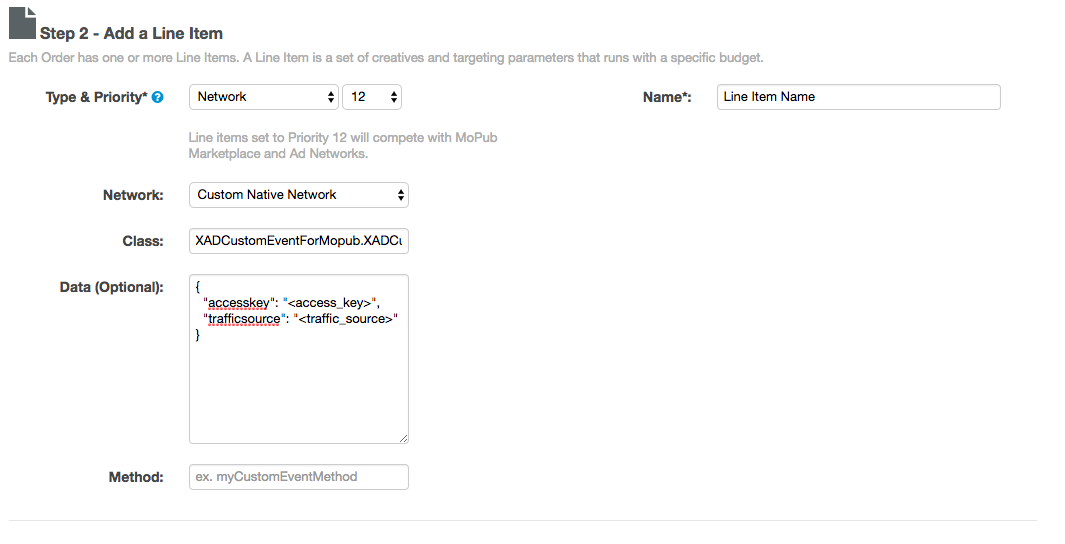 Step 2 - Add a Line Item
Each Order has one or more Line Items. A Line Item is a set of creatives and targeting parameters that runs with a specific budget.
Type & Priority* ? Network 12 Name*: Line Item Name
Line items set to Priority 12 will compete with MoPub
Marketplace and Ad Networks.
Network: Custom Native Network
Class: XADCustomEventForMopub.XADCu
Data (Optional): {
"accesskey": "<access_key>",
"trafficsource": "<traffic_source>"
}
Method: ex. myCustomEventMethod